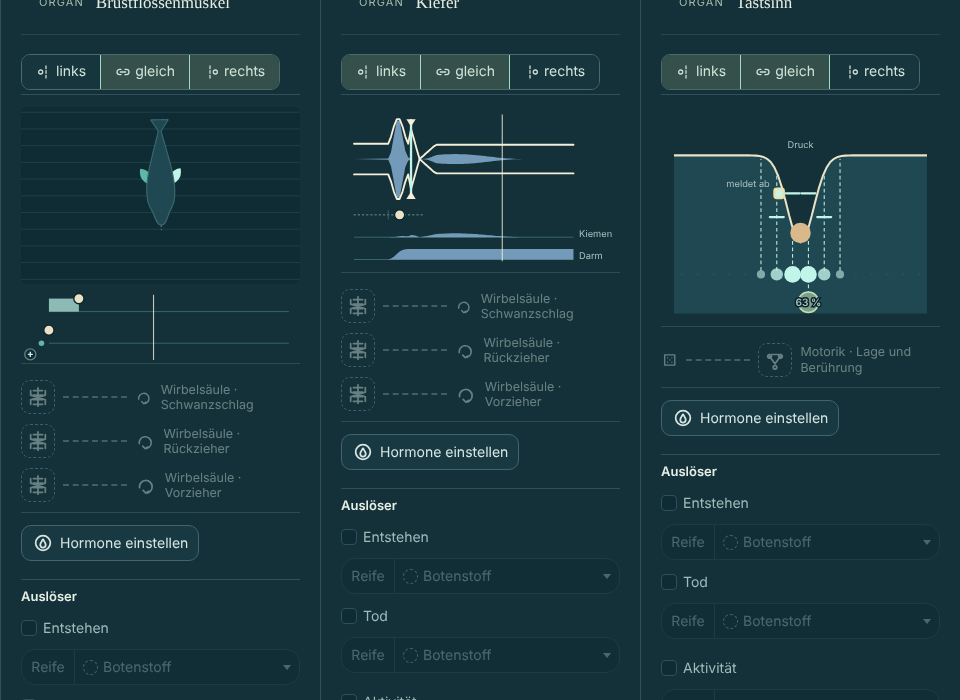 ORGAN Brustflossenmuskel
links gleich rechts
Wirbelsäule ·
Schwanzschlag
Wirbelsäule ·
Rückzieher
Wirbelsäule ·
Vorzieher
Hormone einstellen
Auslöser
Entstehen
Reife Botenstoff
ORGAN Kiefer
links gleich rechts
Kiemen
Darm
Wirbelsäule ·
Schwanzschlag
Wirbelsäule ·
Rückzieher
Wirbelsäule ·
Vorzieher
Hormone einstellen
Auslöser
Entstehen
Reife Botenstoff
Tod
Reife Botenstoff
Aktivität
ORGAN Tastsinn
links gleich rechts
Druck
meldet ab
63 %
Motorik · Lage und
Berührung
Hormone einstellen
Auslöser
Entstehen
Reife Botenstoff
Tod
Reife Botenstoff
Aktivität